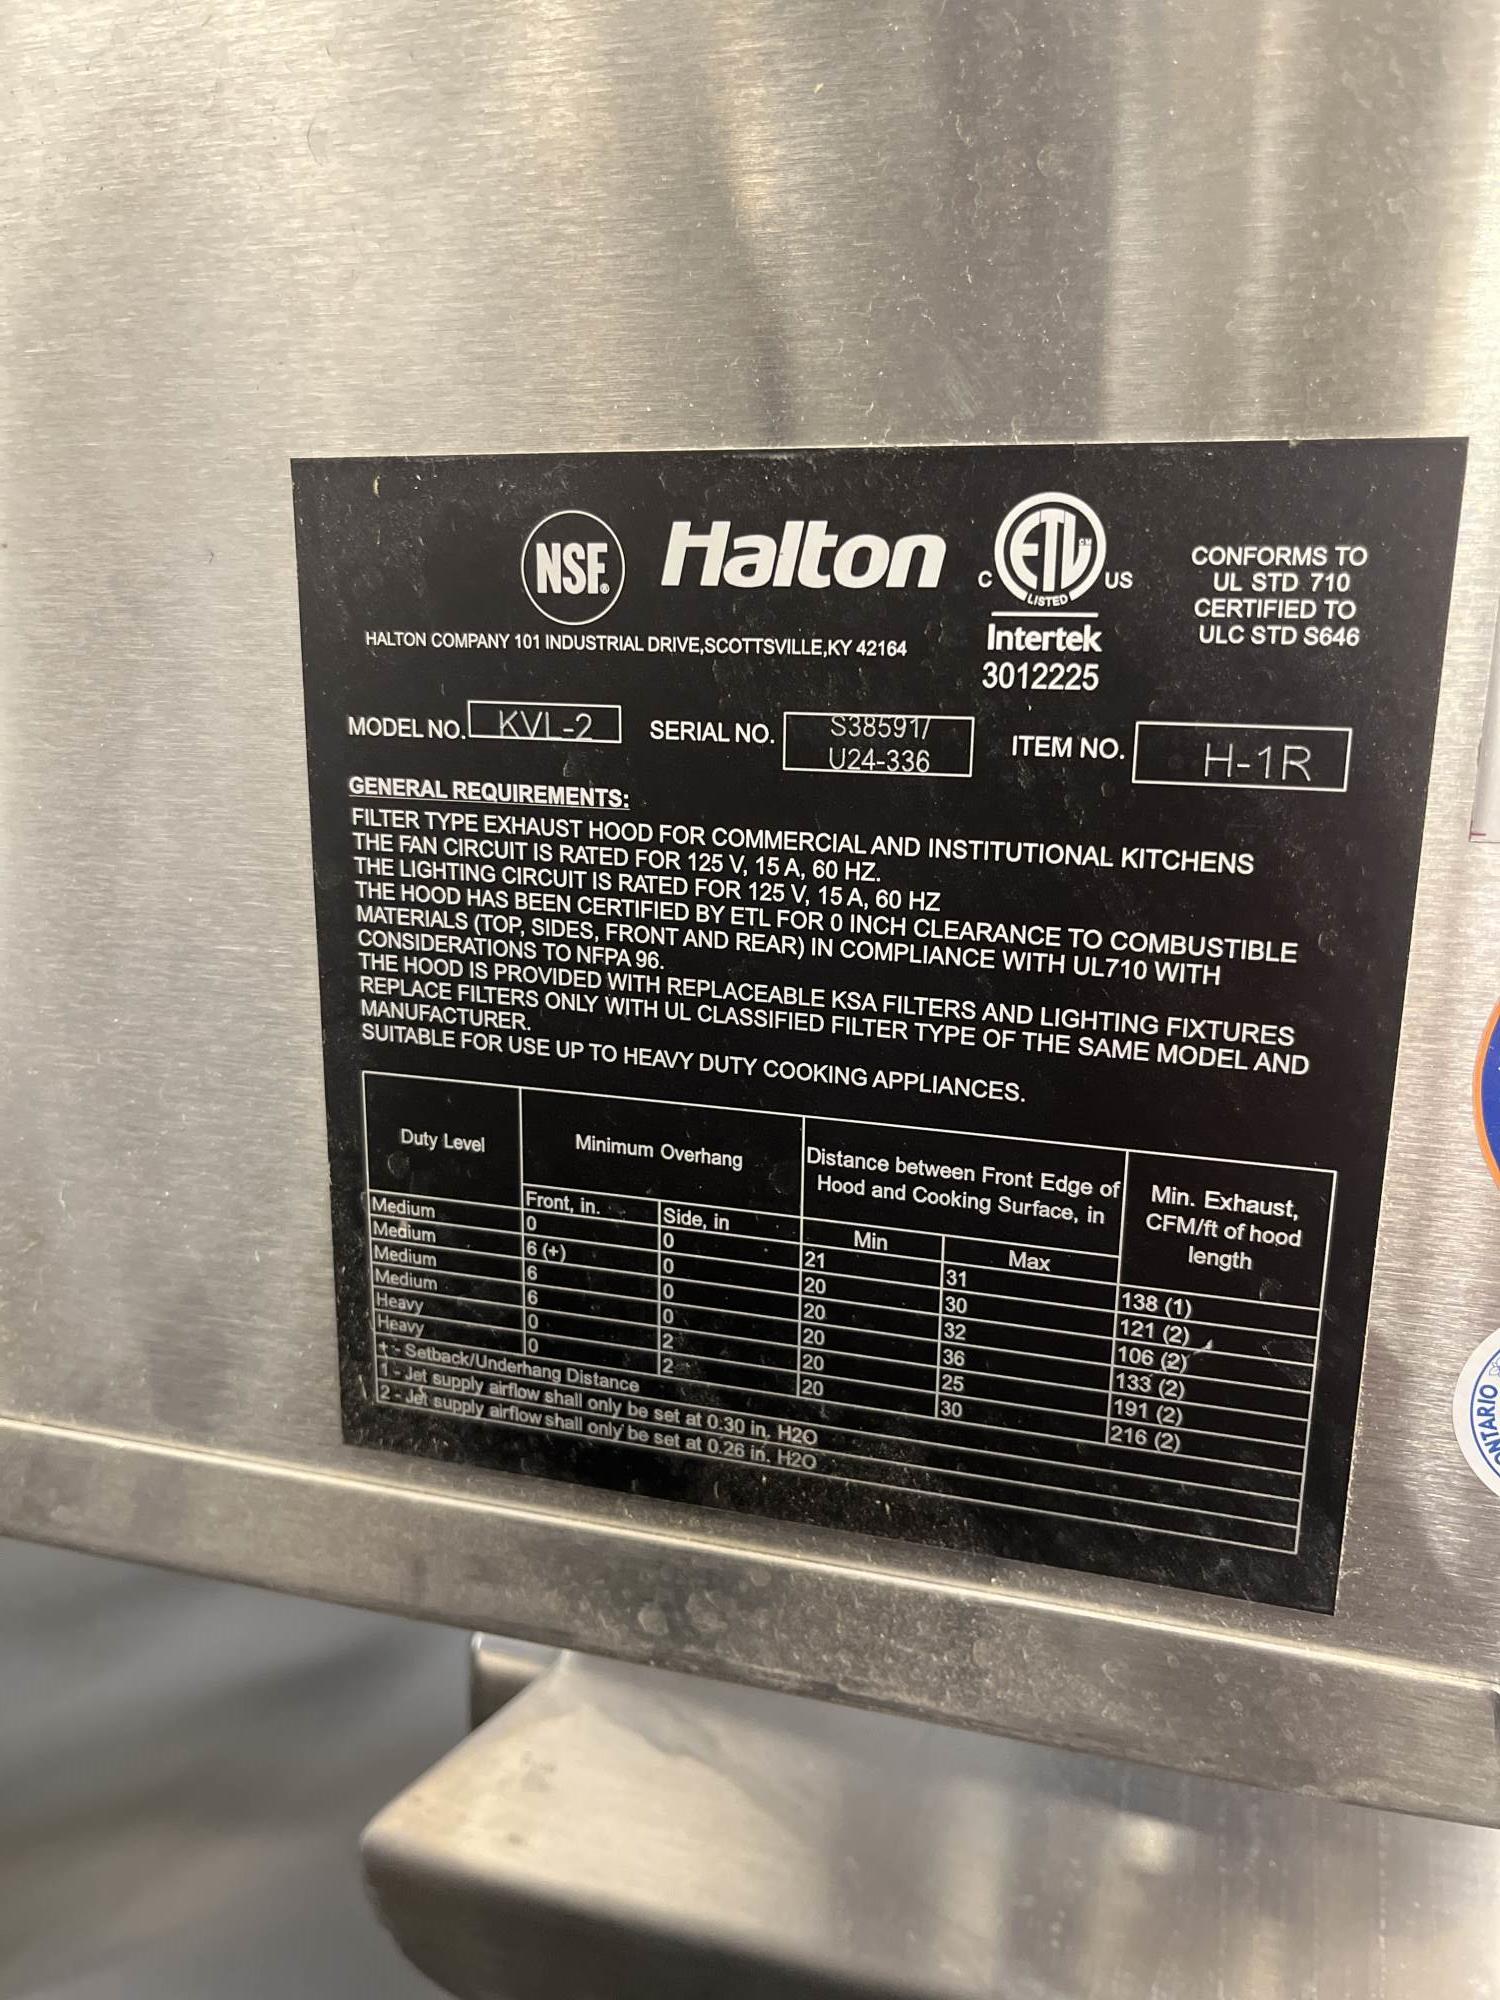 NSF®
Halton
C
ETL CM
US
LISTED
Intertek
3012225
CONFORMS TO
UL STD 710
CERTIFIED TO
ULC STD S646
HALTON COMPANY 101 INDUSTRIAL DRIVE,SCOTTSVILLE,KY 42164
MODEL NO. KVL-2 SERIAL NO. S38591/ U24-336 ITEM NO. H-1R
GENERAL REQUIREMENTS:
FILTER TYPE EXHAUST HOOD FOR COMMERCIAL AND INSTITUTIONAL KITCHENS
THE FAN CIRCUIT IS RATED FOR 125 V, 15 A, 60 HZ.
THE LIGHTING CIRCUIT IS RATED FOR 125 V, 15 A, 60 HZ
THE HOOD HAS BEEN CERTIFIED BY ETL FOR 0 INCH CLEARANCE TO COMBUSTIBLE
MATERIALS (TOP, SIDES, FRONT AND REAR) IN COMPLIANCE WITH UL710 WITH
CONSIDERATIONS TO NFPA 96.
THE HOOD IS PROVIDED WITH REPLACEABLE KSA FILTERS AND LIGHTING FIXTURES
REPLACE FILTERS ONLY WITH UL CLASSIFIED FILTER TYPE OF THE SAME MODEL AND
MANUFACTURER.
SUITABLE FOR USE UP TO HEAVY DUTY COOKING APPLIANCES.
Duty Level Minimum Overhang Distance between Front Edge of Hood and Cooking Surface, in Min. Exhaust, CFM/ft of hood length
Front, in. Side, in Min Max
Medium 0 0 21 31 138 (1)
Medium 6 (+) 0 20 30 121 (2)
Medium 6 0 20 32 106 (2)
Medium 6 0 20 36 133 (2)
Heavy 0 2 20 25 191 (2)
Heavy 0 2 20 30 216 (2)
+ - Setback/Underhang Distance
1 - Jet supply airflow shall only be set at 0.30 in. H2O
2 - Jet supply airflow shall only be set at 0.26 in. H2O
ONTARIO